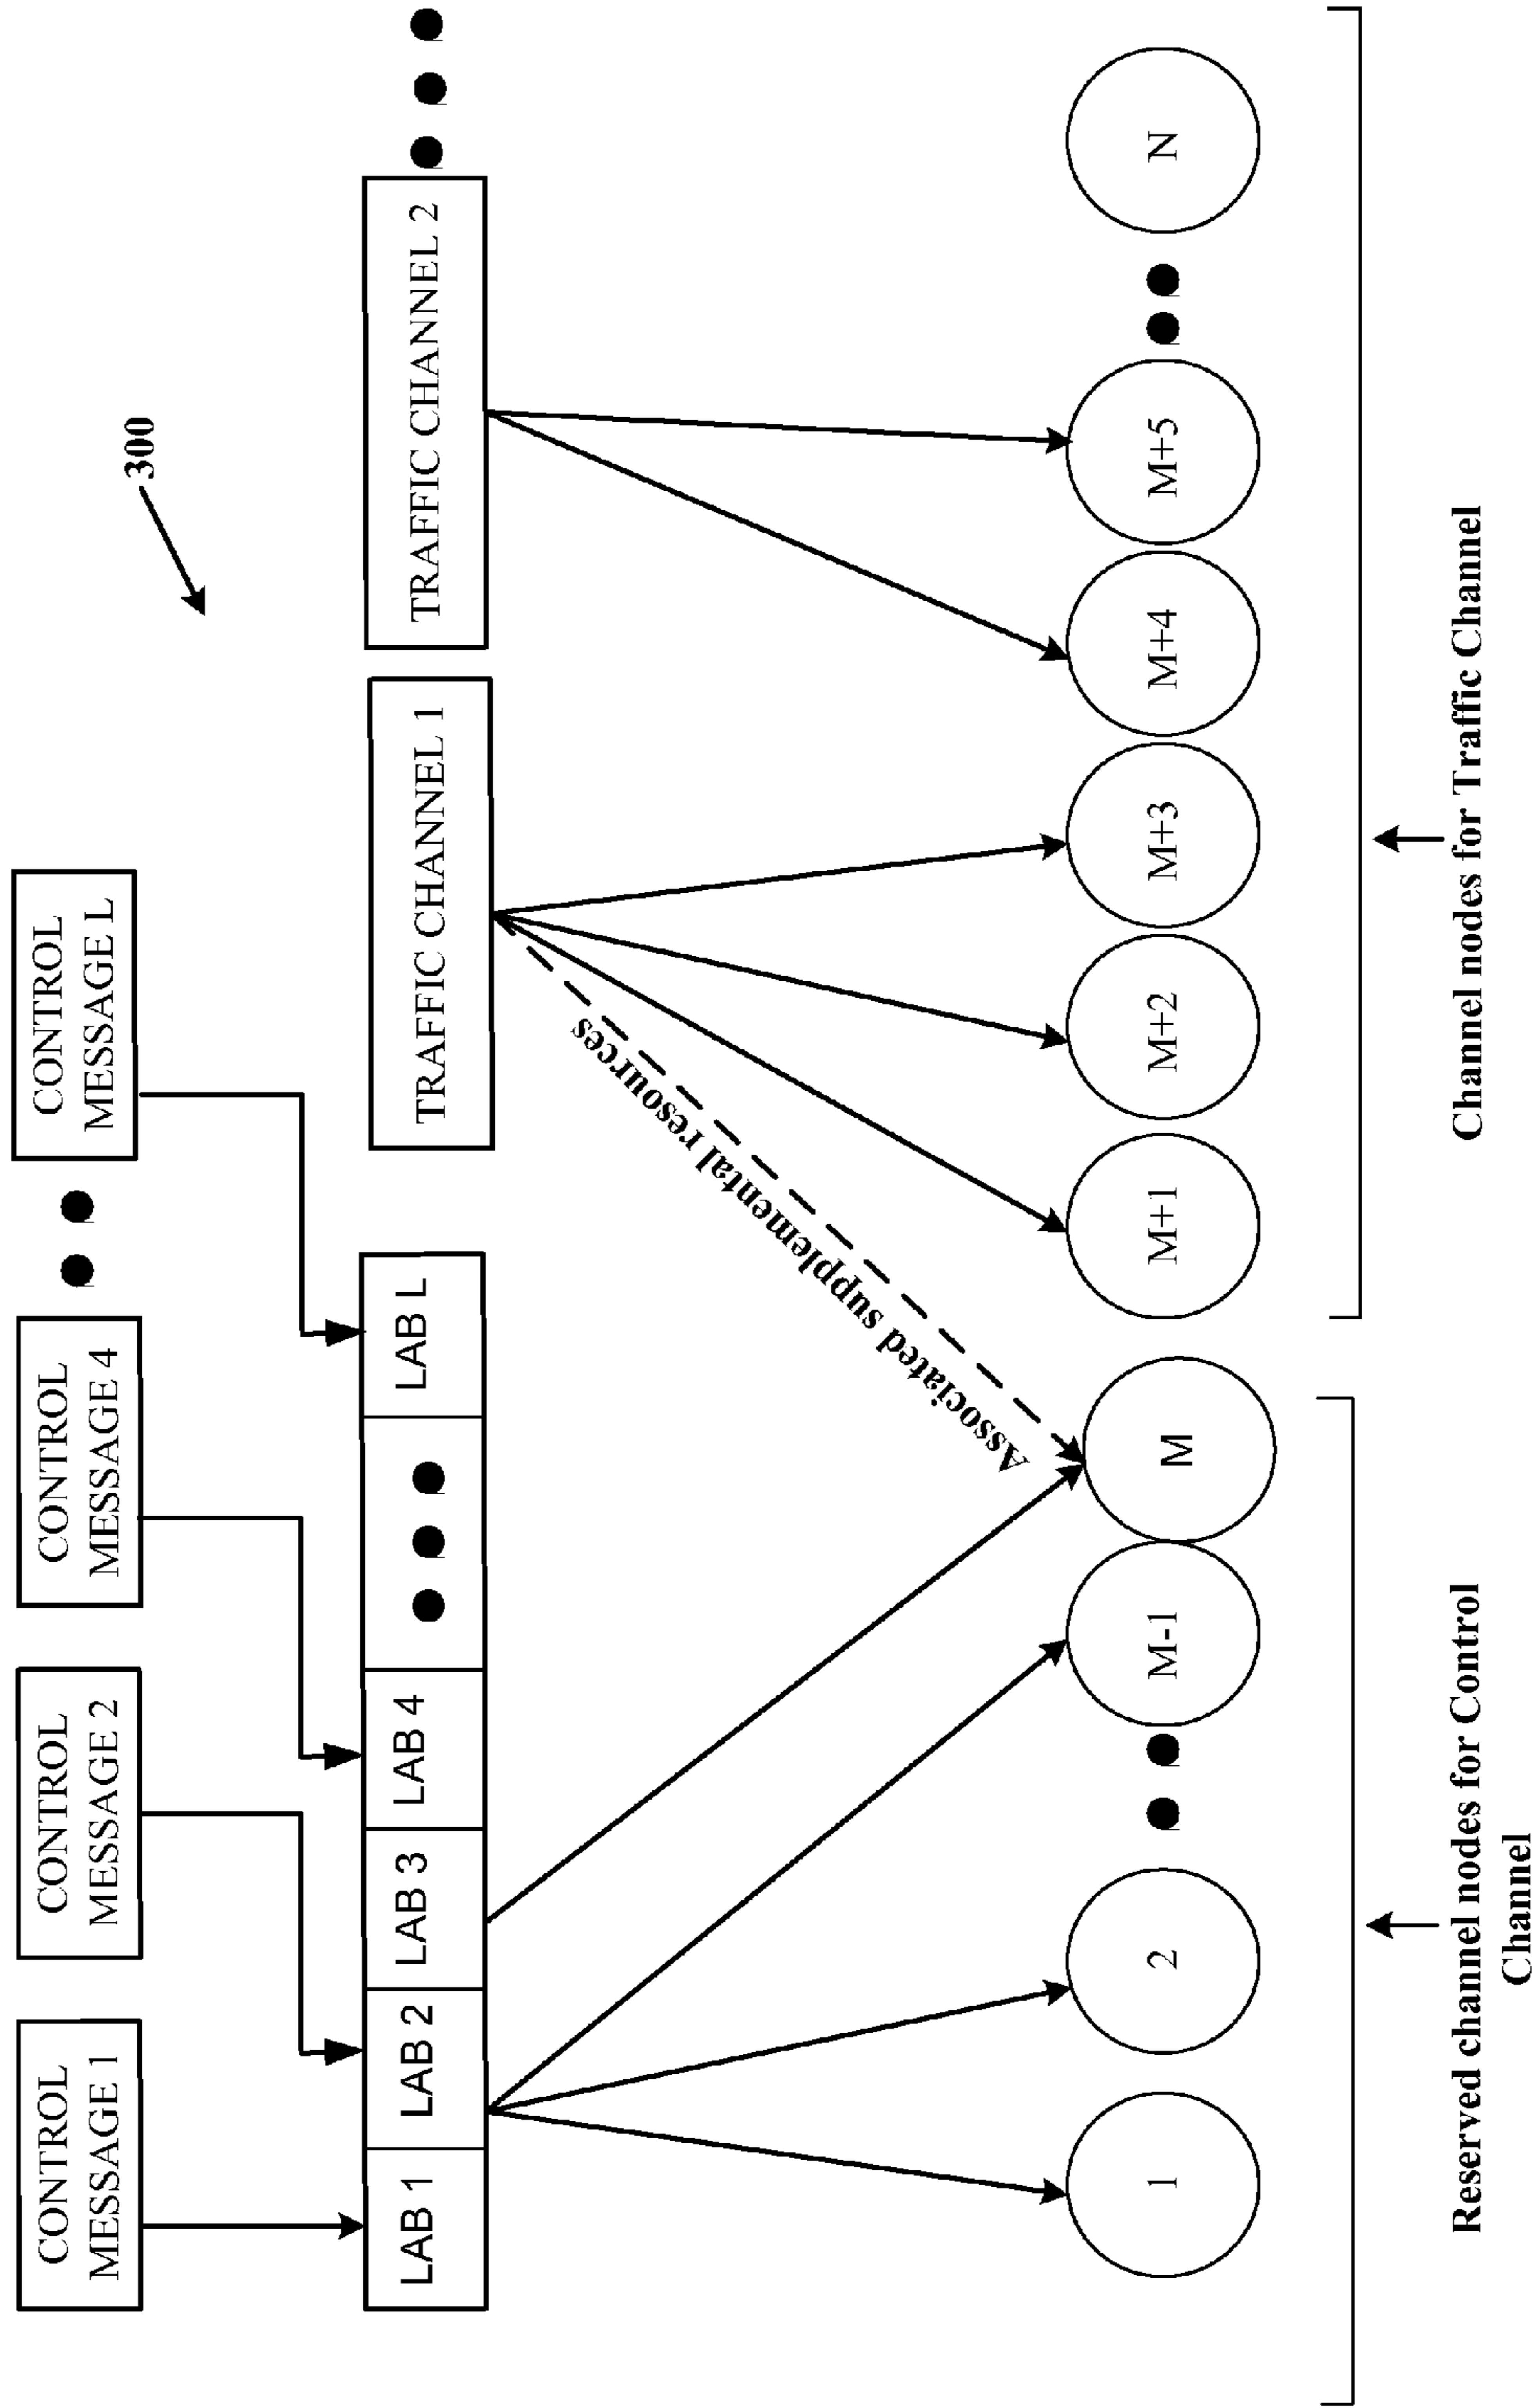 300
CONTROL
MESSAGE 1
CONTROL
MESSAGE 2
CONTROL
MESSAGE 4
CONTROL
MESSAGE L
LAB 1
LAB 2
LAB 3
LAB 4
LAB L
TRAFFIC CHANNEL 1
TRAFFIC CHANNEL 2
Associated supplemental resources
1
2
M-1
M
M+1
M+2
M+3
M+4
M+5
N
Reserved channel nodes for Control
Channel
Channel nodes for Traffic Channel